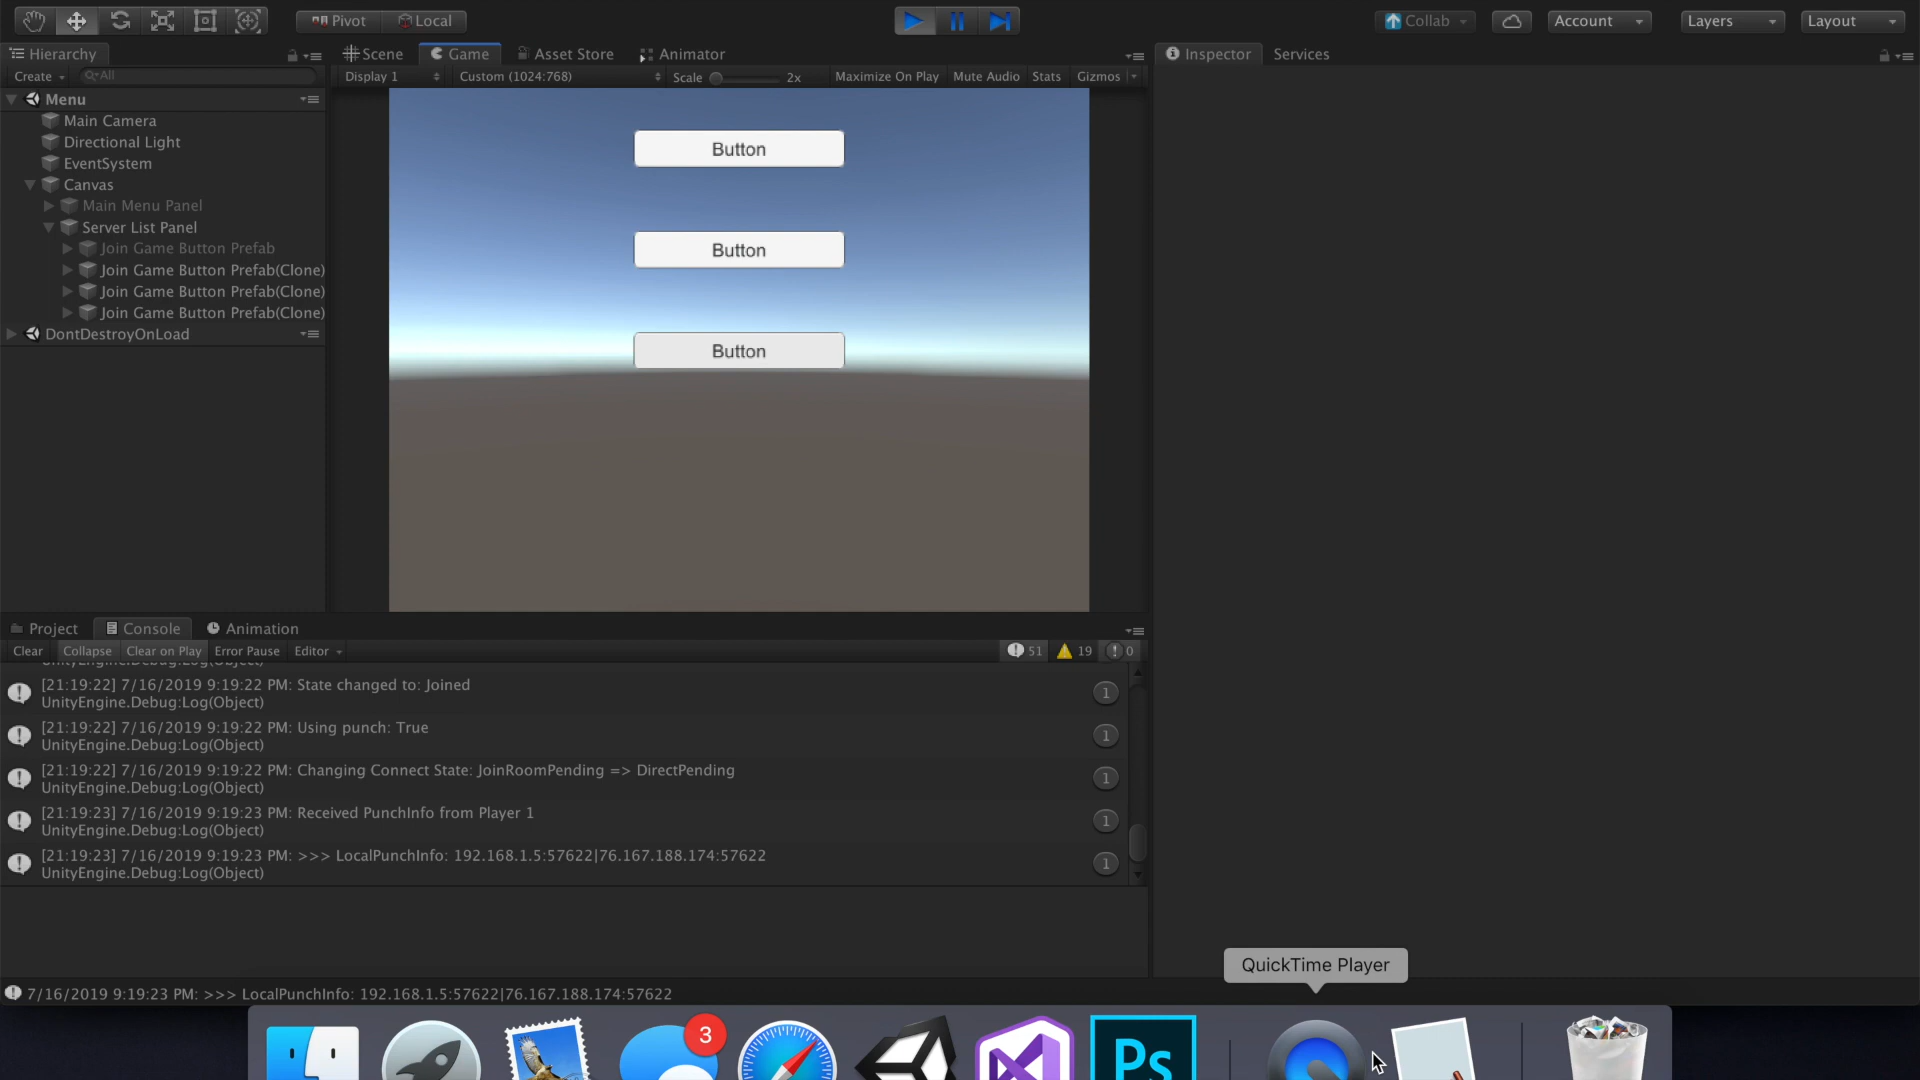 Pivot
Local
Collab
Account
Layers
Layout
Hierarchy
Scene
Game
Asset Store
Animator
Inspector
Services
Create
All
Display 1
Custom (1024:768)
Scale
2x
Maximize On Play
Mute Audio
Stats
Gizmos
Menu
Main Camera
Directional Light
EventSystem
Canvas
Main Menu Panel
Server List Panel
Join Game Button Prefab
Join Game Button Prefab(Clone)
Join Game Button Prefab(Clone)
Join Game Button Prefab(Clone)
DontDestroyOnLoad
Button
Button
Button
Project
Console
Animation
Clear
Collapse
Clear on Play
Error Pause
Editor
51
19
0
UnityEngine.Debug:Log(Object)
[21:19:22] 7/16/2019 9:19:22 PM: State changed to: Joined
UnityEngine.Debug:Log(Object)
1
[21:19:22] 7/16/2019 9:19:22 PM: Using punch: True
UnityEngine.Debug:Log(Object)
1
[21:19:22] 7/16/2019 9:19:22 PM: Changing Connect State: JoinRoomPending => DirectPending
UnityEngine.Debug:Log(Object)
1
[21:19:23] 7/16/2019 9:19:23 PM: Received PunchInfo from Player 1
UnityEngine.Debug:Log(Object)
1
[21:19:23] 7/16/2019 9:19:23 PM: >>> LocalPunchInfo: 192.168.1.5:57622|76.167.188.174:57622
UnityEngine.Debug:Log(Object)
1
QuickTime Player
7/16/2019 9:19:23 PM: >>> LocalPunchInfo: 192.168.1.5:57622|76.167.188.174:57622
3
Ps